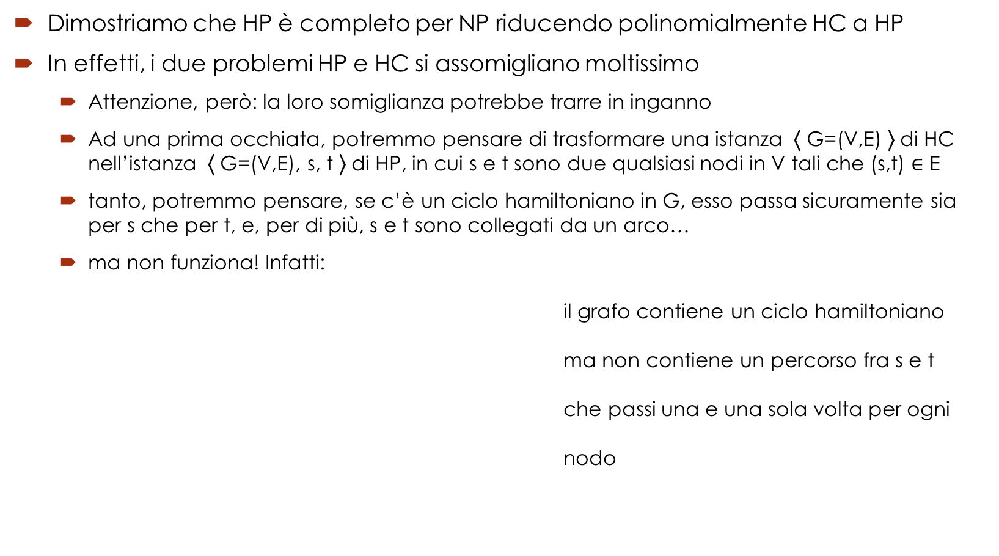 Dimostriamo che HP è completo per NP riducendo polinomialmente HC a HP
In effetti, i due problemi HP e HC si assomigliano moltissimo
Attenzione, però: la loro somiglianza potrebbe trarre in inganno
Ad una prima occhiata, potremmo pensare di trasformare una istanza 〈 G=(V,E) 〉 di HC
nell’istanza 〈 G=(V,E), s, t 〉 di HP, in cui s e t sono due qualsiasi nodi in V tali che (s,t) ∈ E
tanto, potremmo pensare, se c’è un ciclo hamiltoniano in G, esso passa sicuramente sia
per s che per t, e, per di più, s e t sono collegati da un arco…
ma non funziona! Infatti:
il grafo contiene un ciclo hamiltoniano
ma non contiene un percorso fra s e t
che passi una e una sola volta per ogni
nodo